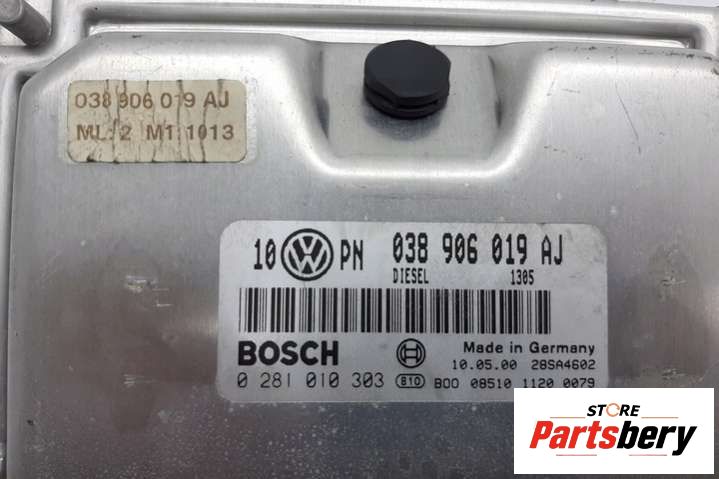 038 906 019 AJ
ML: 2 M1:1013
10 PN 038 906 019 AJ
DIESEL 1305
BOSCH Made in Germany
10.05.00 28SA4602
0 281 010 303 810 B00 08510 1120 0079
STORE
Partsbery